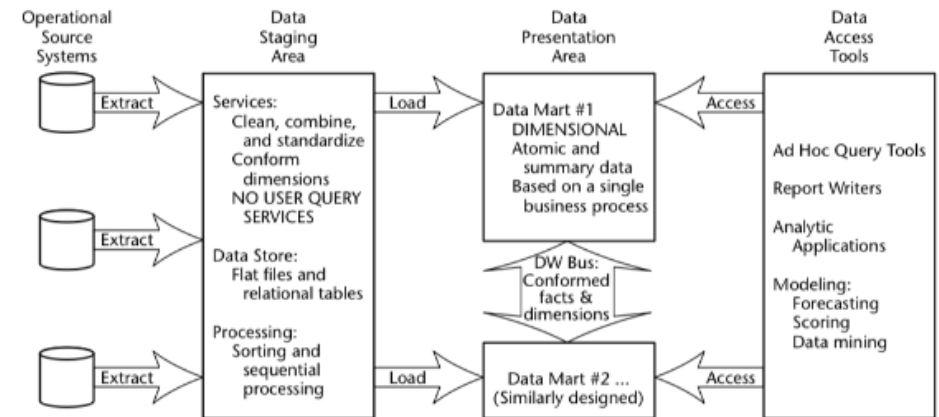 Operational
Source
Systems
Data
Staging
Area
Data
Presentation
Area
Data
Access
Tools
Extract
Extract
Extract
Services:
Clean, combine,
and standardize
Conform
dimensions
NO USER QUERY
SERVICES
Data Store:
Flat files and
relational tables
Processing:
Sorting and
sequential
processing
Load
Load
Data Mart #1
DIMENSIONAL
Atomic and
summary data
Based on a single
business process
DW Bus:
Conformed
facts &
dimensions
Data Mart #2 ...
(Similarly designed)
Access
Access
Ad Hoc Query Tools
Report Writers
Analytic
Applications
Modeling:
Forecasting
Scoring
Data mining